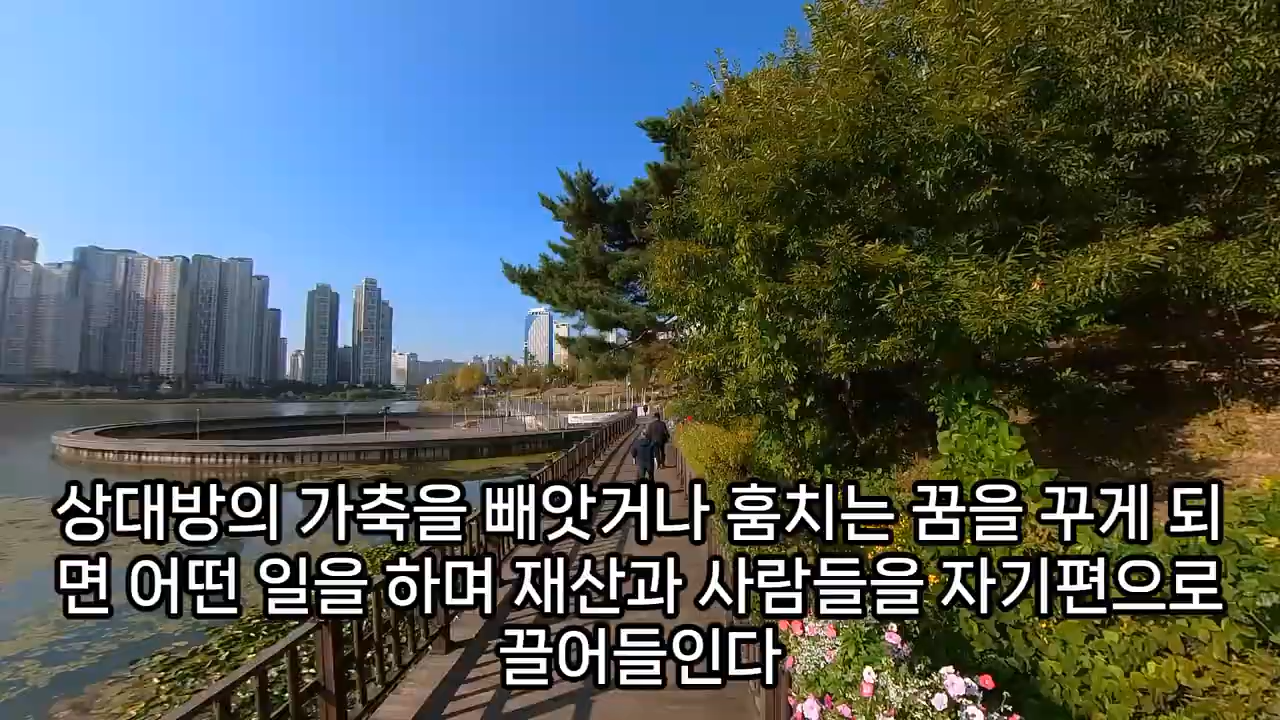 상대방의 가축을 빼앗거나 훔치는 꿈을 꾸게 되
면 어떤 일을 하며 재산과 사람들을 자기편으로
끌어들인다